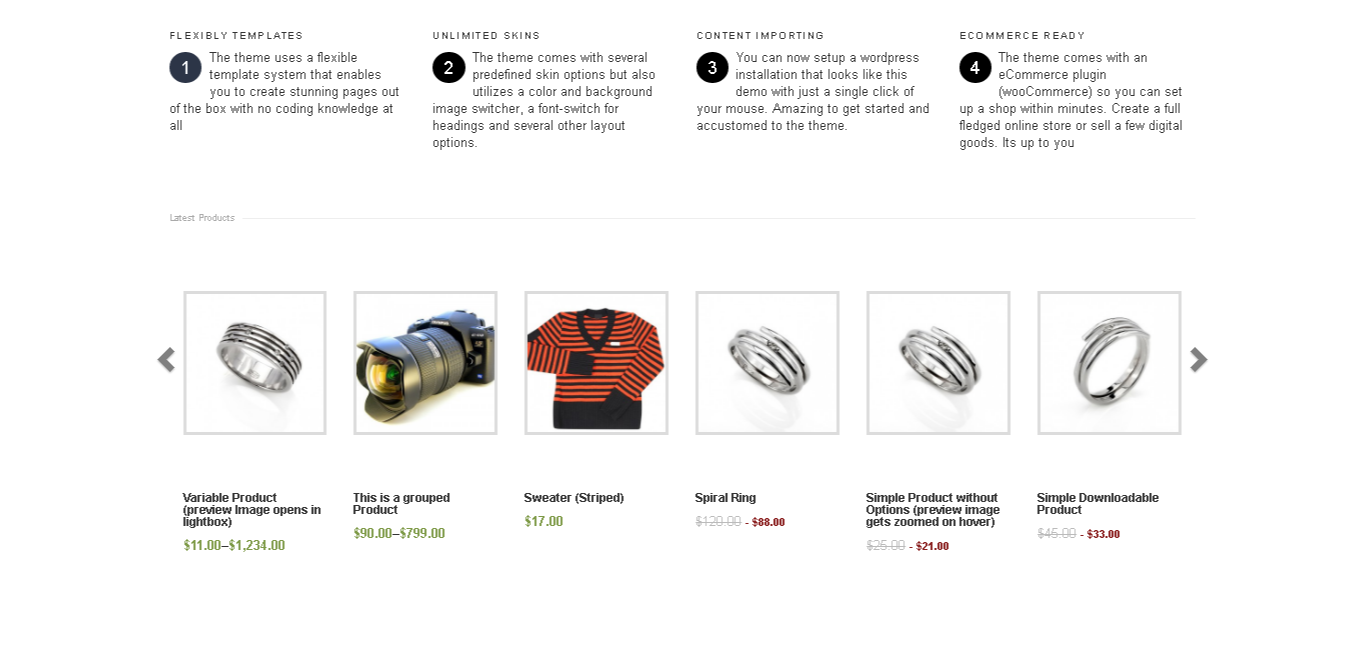 FLEXIBLY TEMPLATES
1
The theme uses a flexible
template system that enables
you to create stunning pages out
of the box with no coding knowledge at
all
UNLIMITED SKINS
2
The theme comes with several
predefined skin options but also
utilizes a color and background
image switcher, a font-switch for
headings and several other layout
options.
CONTENT IMPORTING
3
You can now setup a wordpress
installation that looks like this
demo with just a single click of
your mouse. Amazing to get started and
accustomed to the theme.
ECOMMERCE READY
4
The theme comes with an
eCommerce plugin
(wooCommerce) so you can set
up a shop within minutes. Create a full
fledged online store or sell a few digital
goods. Its up to you
Latest Products
Variable Product
(preview Image opens in
lightbox)
$11.00–$1,234.00
This is a grouped
Product
$90.00–$799.00
Sweater (Striped)
$17.00
Spiral Ring
$120.00 - $88.00
Simple Product without
Options (preview image
gets zoomed on hover)
$25.00 - $21.00
Simple Downloadable
Product
$45.00 - $33.00